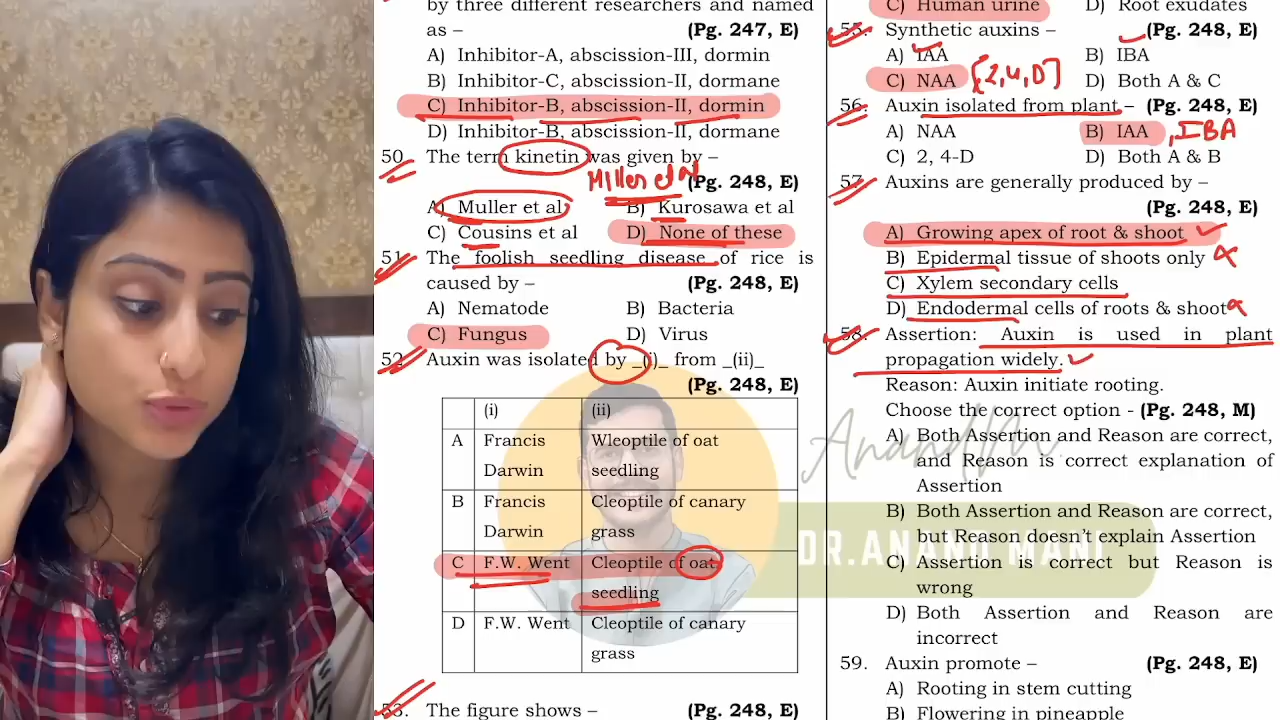 by three different researchers and named
as – (Pg. 247, E)
A) Inhibitor-A, abscission-III, dormin
B) Inhibitor-C, abscission-II, dormane
C) Inhibitor-B, abscission-II, dormin
D) Inhibitor-B, abscission-II, dormane
50. The term kinetin was given by –
Miller et al (Pg. 248, E)
A) Muller et al B) Kurosawa et al
C) Cousins et al D) None of these
51. The foolish seedling disease of rice is
caused by – (Pg. 248, E)
A) Nematode B) Bacteria
C) Fungus D) Virus
52. Auxin was isolated by _(i)_ from _(ii)_
(Pg. 248, E)
(i) (ii)
A Francis Wleoptile of oat
Darwin seedling
B Francis Cleoptile of canary
Darwin grass
C F.W. Went Cleoptile of oat
seedling
D F.W. Went Cleoptile of canary
grass
53. The figure shows – (Pg. 248, E)
C) Human urine D) Root exudates
55. Synthetic auxins – (Pg. 248, E)
A) IAA B) IBA
C) NAA [2,4,D] D) Both A & C
56. Auxin isolated from plant – (Pg. 248, E)
A) NAA B) IAA , IBA
C) 2, 4-D D) Both A & B
57. Auxins are generally produced by –
(Pg. 248, E)
A) Growing apex of root & shoot
B) Epidermal tissue of shoots only
C) Xylem secondary cells
D) Endodermal cells of roots & shoot
58. Assertion: Auxin is used in plant
propagation widely.
Reason: Auxin initiate rooting.
Choose the correct option - (Pg. 248, M)
A) Both Assertion and Reason are correct,
and Reason is correct explanation of
Assertion
B) Both Assertion and Reason are correct,
but Reason doesn't explain Assertion
C) Assertion is correct but Reason is
wrong
D) Both Assertion and Reason are
incorrect
59. Auxin promote – (Pg. 248, E)
A) Rooting in stem cutting
B) Flowering in pineapple
Anand M.
DR.ANAND MANI